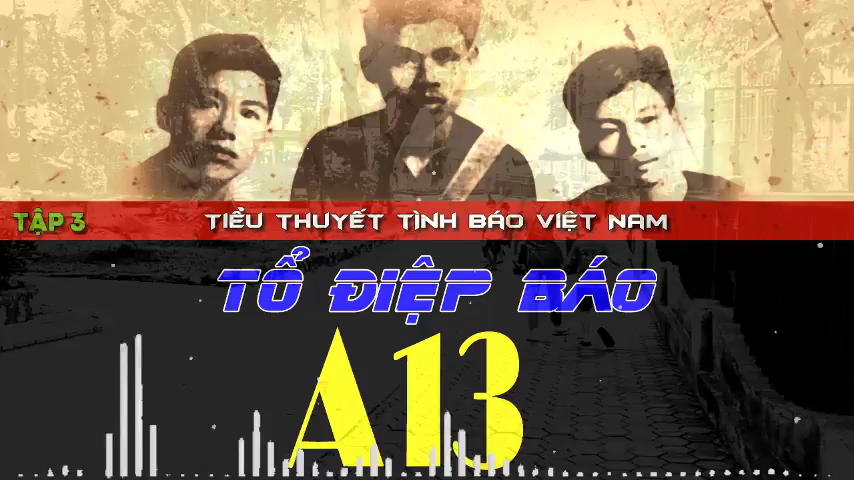 TẬP 3
TIỂU THUYẾT TÌNH BÁO VIỆT NAM
TỔ ĐIỆP BÁO
A13